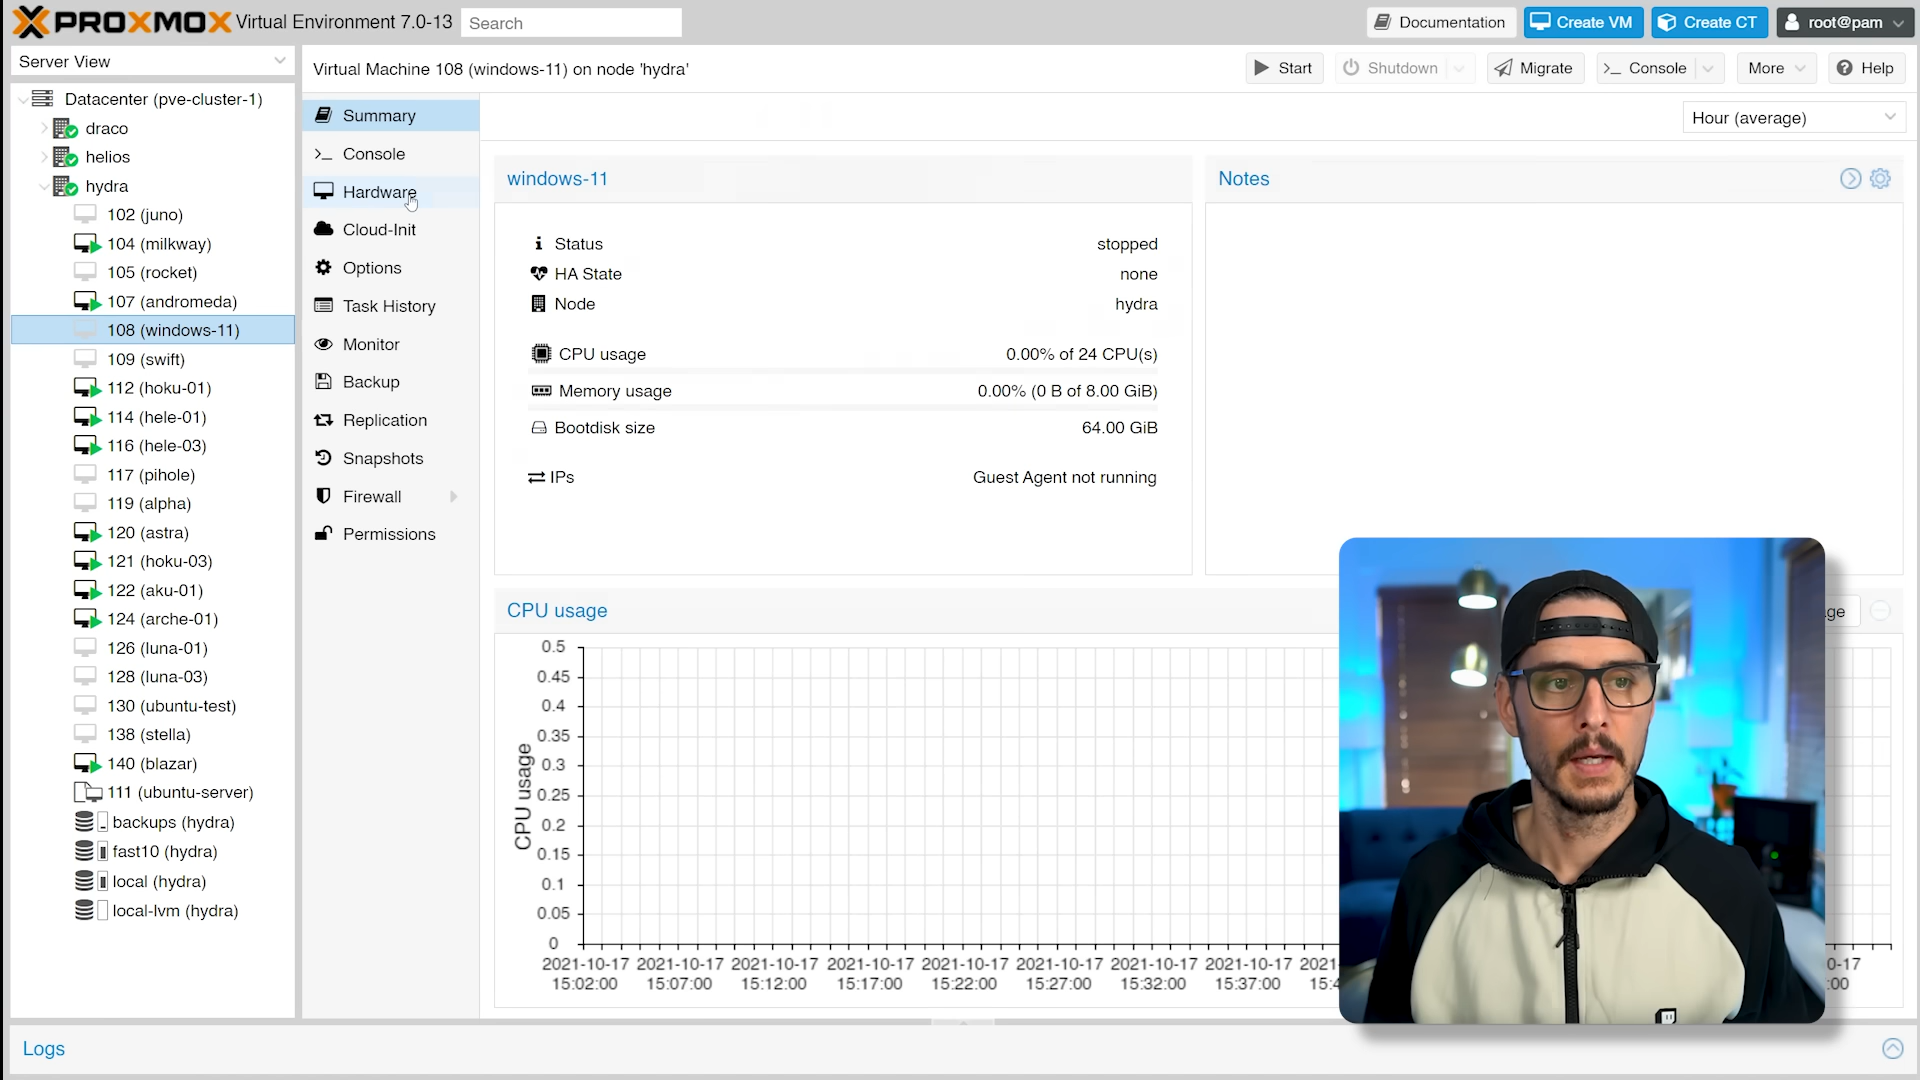 PROXMOX Virtual Environment 7.0-13
Search
Documentation
Create VM
Create CT
root@pam
Server View
Virtual Machine 108 (windows-11) on node 'hydra'
Start
Shutdown
Migrate
>_ Console
More
Help
Datacenter (pve-cluster-1)
draco
helios
hydra
102 (juno)
104 (milkway)
105 (rocket)
107 (andromeda)
108 (windows-11)
109 (swift)
112 (hoku-01)
114 (hele-01)
116 (hele-03)
117 (pihole)
119 (alpha)
120 (astra)
121 (hoku-03)
122 (aku-01)
124 (arche-01)
126 (luna-01)
128 (luna-03)
130 (ubuntu-test)
138 (stella)
140 (blazar)
111 (ubuntu-server)
backups (hydra)
fast10 (hydra)
local (hydra)
local-lvm (hydra)
Summary
>_ Console
Hardware
Cloud-Init
Options
Task History
Monitor
Backup
Replication
Snapshots
Firewall
Permissions
Hour (average)
windows-11
Status stopped
HA State none
Node hydra
CPU usage 0.00% of 24 CPU(s)
Memory usage 0.00% (0 B of 8.00 GiB)
Bootdisk size 64.00 GiB
IPs Guest Agent not running
Notes
CPU usage
ge
CPU usage
0.5
0.45
0.4
0.35
0.3
0.25
0.2
0.15
0.1
0.05
0
2021-10-17 2021-10-17 2021-10-17 2021-10-17 2021-10-17 2021-10-17 2021-10-17 2021-10-17 2021 0-17
15:02:00 15:07:00 15:12:00 15:17:00 15:22:00 15:27:00 15:32:00 15:37:00 15:4 :00
Logs